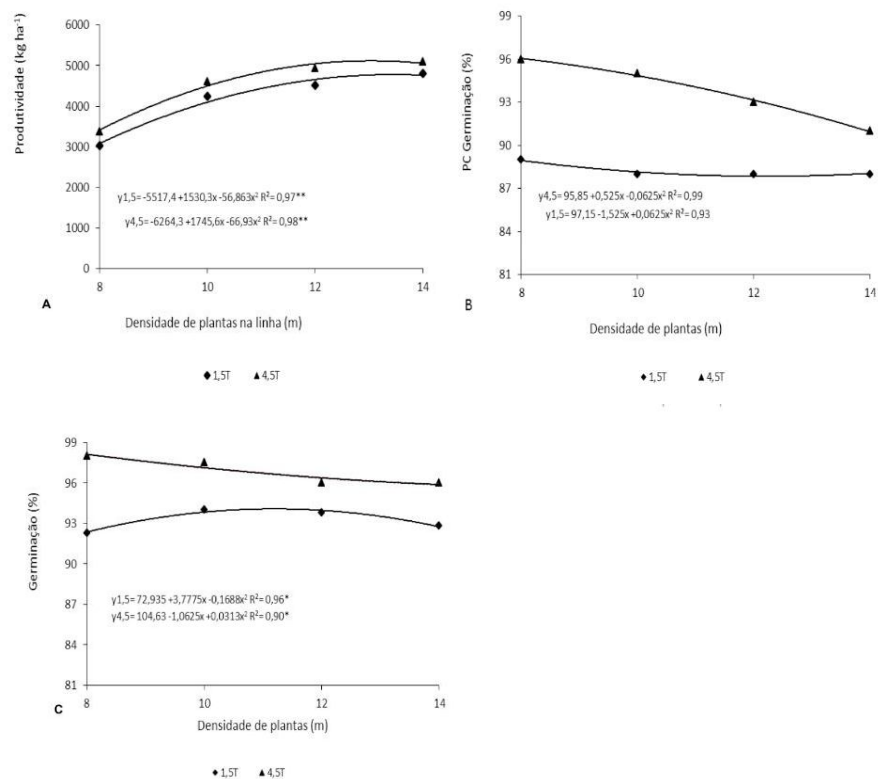 Produtividade (kg ha⁻¹)
6000
5000
4000
3000
2000
1000
0
y1,5= -5517,4 +1530,3x -56,863x² R²= 0,97**
y4,5= -6264,3 +1745,6x -66,93x² R²= 0,98**
8 10 12 14
A
Densidade de plantas na linha (m)
1,5T 4,5T
PC Germinação (%)
99
96
93
90
87
84
81
y4,5= 95,85 +0,525x -0,0625x² R²= 0,99
y1,5= 97,15 -1,525x +0,0625x² R²= 0,93
8 10 12 14
B
Densidade de plantas (m)
1,5T 4,5T
Germinação (%)
99
96
93
90
87
84
81
y1,5= 72,935 +3,7775x -0,1688x² R²= 0,96*
y4,5= 104,63 -1,0625x +0,0313x² R²= 0,90*
8 10 12 14
C
Densidade de plantas (m)
1,5T 4,5T